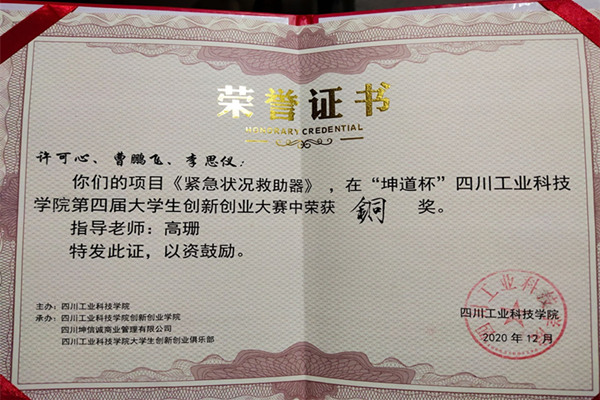 荣誉证书
HONORARY CREDENTIAL
许可心、曹鹏飞、李思仪：
你们的项目《紧急状况救助器》，在“坤道杯”四川工业科技
学院第四届大学生创新创业大赛中荣获 銅 奖。
指导老师：高珊
特发此证，以资鼓励。
主办：四川工业科技学院
承办：四川工业科技学院创新创业学院
四川坤信诚商业管理有限公司
四川工业科技学院大学生创新创业俱乐部
四川工业科技学院
2020年12月